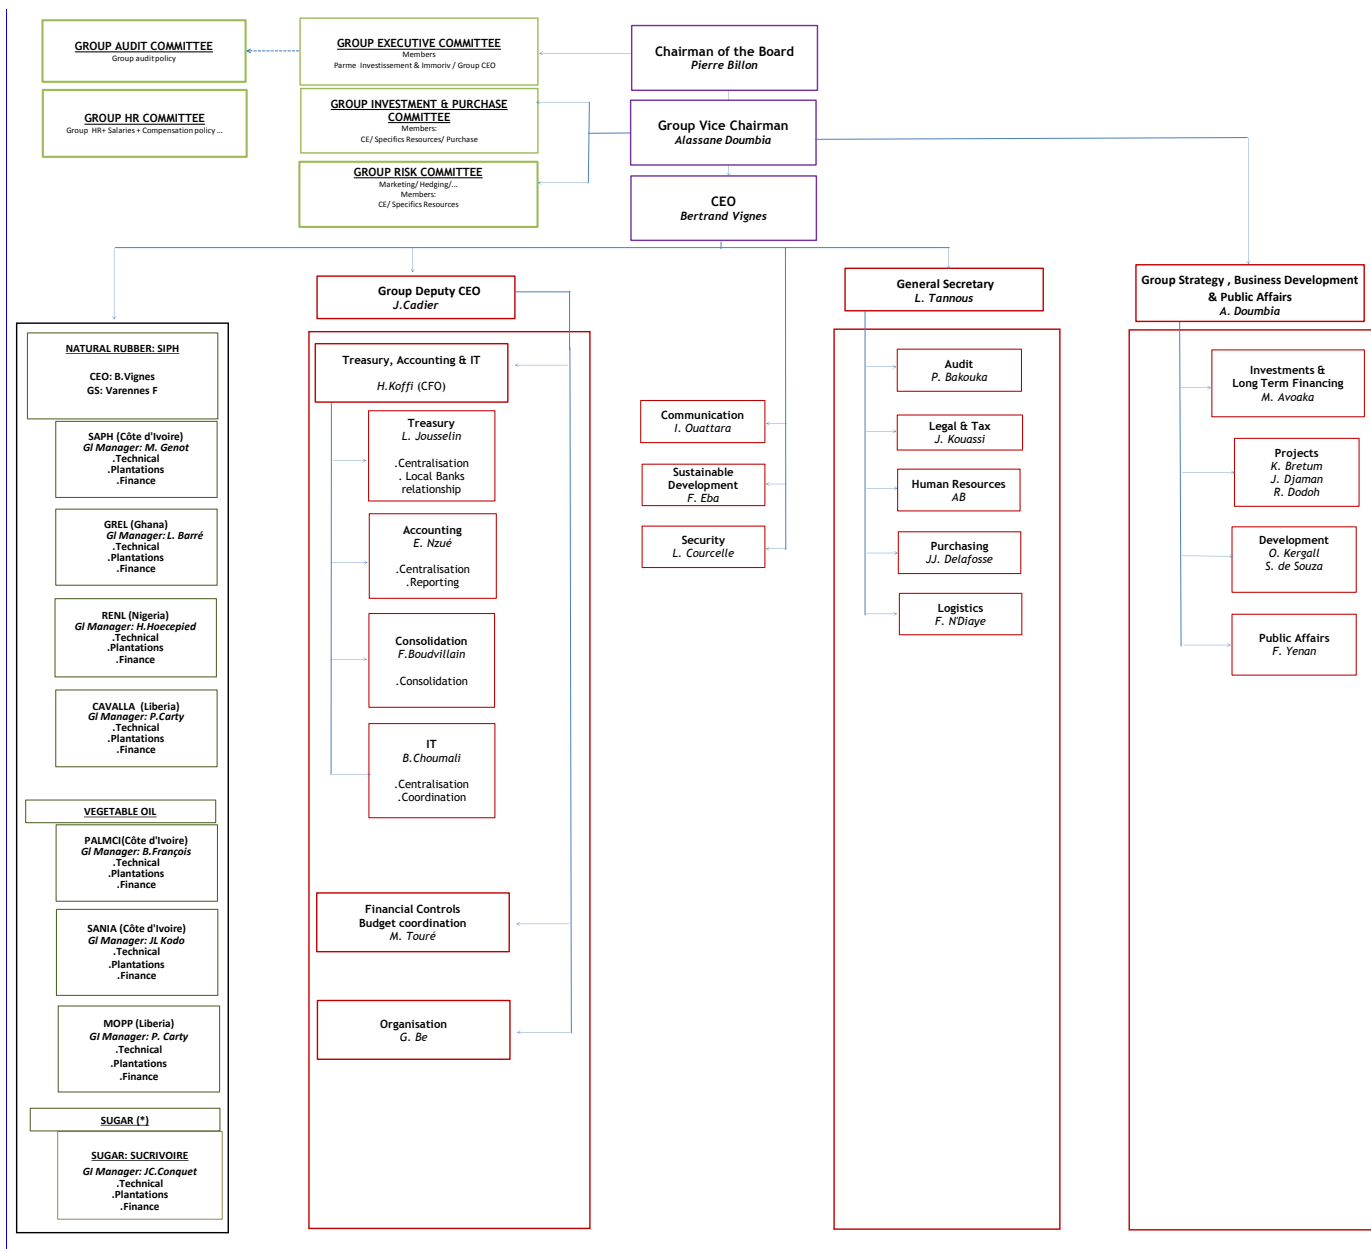 GROUP AUDIT COMMITTEE
Group audit policy
GROUP HR COMMITTEE
Group HR+ Salaries + Compensation policy ...
GROUP EXECUTIVE COMMITTEE
Members
Parme Investissement & Immoriv / Group CEO
GROUP INVESTMENT & PURCHASE
COMMITTEE
Members:
CE/ Specifics Resources/ Purchase
GROUP RISK COMMITTEE
Marketing/ Hedging/...
Members:
CE/ Specifics Resources
Chairman of the Board
Pierre Billon
Group Vice Chairman
Alassane Doumbia
CEO
Bertrand Vignes
NATURAL RUBBER: SIPH
CEO: B.Vignes
GS: Varennes F
SAPH (Côte d'Ivoire)
Gl Manager: M. Genot
.Technical
.Plantations
.Finance
GREL (Ghana)
Gl Manager: L. Barré
.Technical
.Plantations
.Finance
RENL (Nigeria)
Gl Manager: H.Hoecepied
.Technical
.Plantations
.Finance
CAVALLA (Liberia)
Gl Manager: P.Carty
.Technical
.Plantations
.Finance
VEGETABLE OIL
PALMCI(Côte d'Ivoire)
Gl Manager: B.François
.Technical
.Plantations
.Finance
SANIA (Côte d'Ivoire)
Gl Manager: JL Kodo
.Technical
.Plantations
.Finance
MOPP (Liberia)
Gl Manager: P. Carty
.Technical
.Plantations
.Finance
SUGAR (*)
SUGAR: SUCRIVOIRE
Gl Manager: JC.Conquet
.Technical
.Plantations
.Finance
Group Deputy CEO
J.Cadier
Treasury, Accounting & IT
H.Koffi (CFO)
Treasury
L. Jousselin
.Centralisation
. Local Banks
relationship
Accounting
E. Nzué
.Centralisation
.Reporting
Consolidation
F.Boudvillain
.Consolidation
IT
B.Choumali
.Centralisation
.Coordination
Financial Controls
Budget coordination
M. Touré
Organisation
G. Be
Communication
I. Ouattara
Sustainable
Development
F. Eba
Security
L. Courcelle
General Secretary
L. Tannous
Audit
P. Bakouka
Legal & Tax
J. Kouassi
Human Resources
AB
Purchasing
JJ. Delafosse
Logistics
F. N'Diaye
Group Strategy , Business Development
& Public Affairs
A. Doumbia
Investments &
Long Term Financing
M. Avoaka
Projects
K. Bretum
J. Djaman
R. Dodoh
Development
O. Kergall
S. de Souza
Public Affairs
F. Yenan